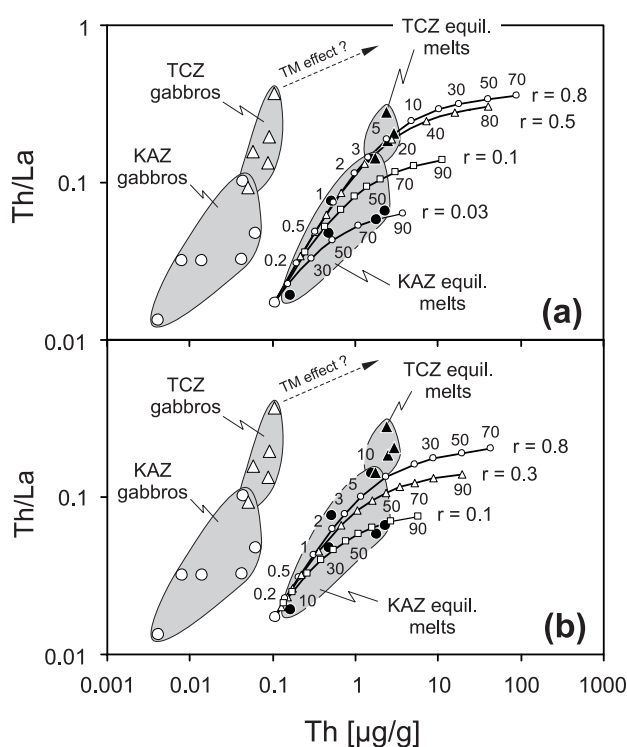 1
0.1
0.01
Th/La
TCZ
gabbros
TM effect ?
TCZ equil.
melts
KAZ
gabbros
10
30
50
70
r = 0.8
r = 0.5
40
80
5
20
3
2
r = 0.1
70
90
1
50
0.5
r = 0.03
70
90
0.2
50
30
KAZ equil.
melts
(a)
0.1
0.01
Th/La
TCZ
gabbros
TM effect ?
TCZ equil.
melts
KAZ
gabbros
10
5
30
50
70
r = 0.8
3
r = 0.3
2
50
70
90
1
r = 0.1
0.5
50
90
0.2
30
10
KAZ equil.
melts
(b)
0.001
0.01
0.1
1
10
100
1000
Th [µg/g]